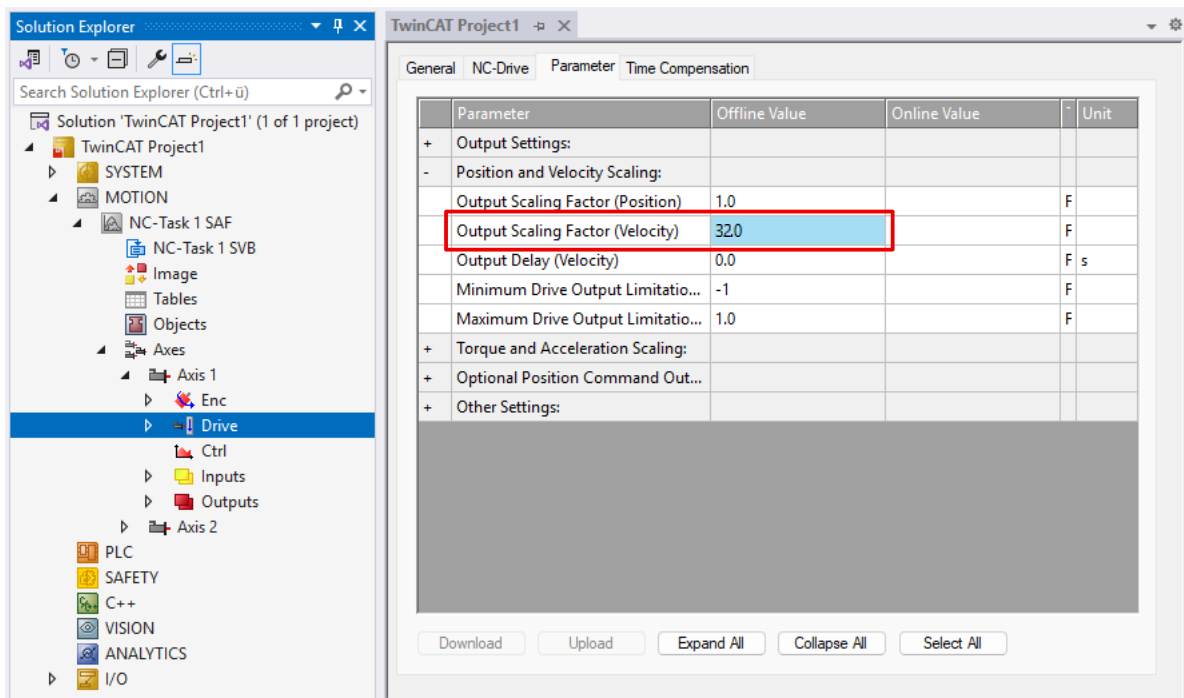 Solution Explorer
Search Solution Explorer (Ctrl+ü)
Solution 'TwinCAT Project1' (1 of 1 project)
TwinCAT Project1
SYSTEM
MOTION
NC-Task 1 SAF
NC-Task 1 SVB
Image
Tables
Objects
Axes
Axis 1
Enc
Drive
Ctrl
Inputs
Outputs
Axis 2
PLC
SAFETY
C++
VISION
ANALYTICS
I/O
TwinCAT Project1
General NC-Drive Parameter Time Compensation
Parameter Offline Value Online Value Unit
+ Output Settings:
- Position and Velocity Scaling:
Output Scaling Factor (Position) 1.0 F
Output Scaling Factor (Velocity) 32.0 F
Output Delay (Velocity) 0.0 F s
Minimum Drive Output Limitatio... -1 F
Maximum Drive Output Limitatio... 1.0 F
+ Torque and Acceleration Scaling:
+ Optional Position Command Out...
+ Other Settings:
Download Upload Expand All Collapse All Select All